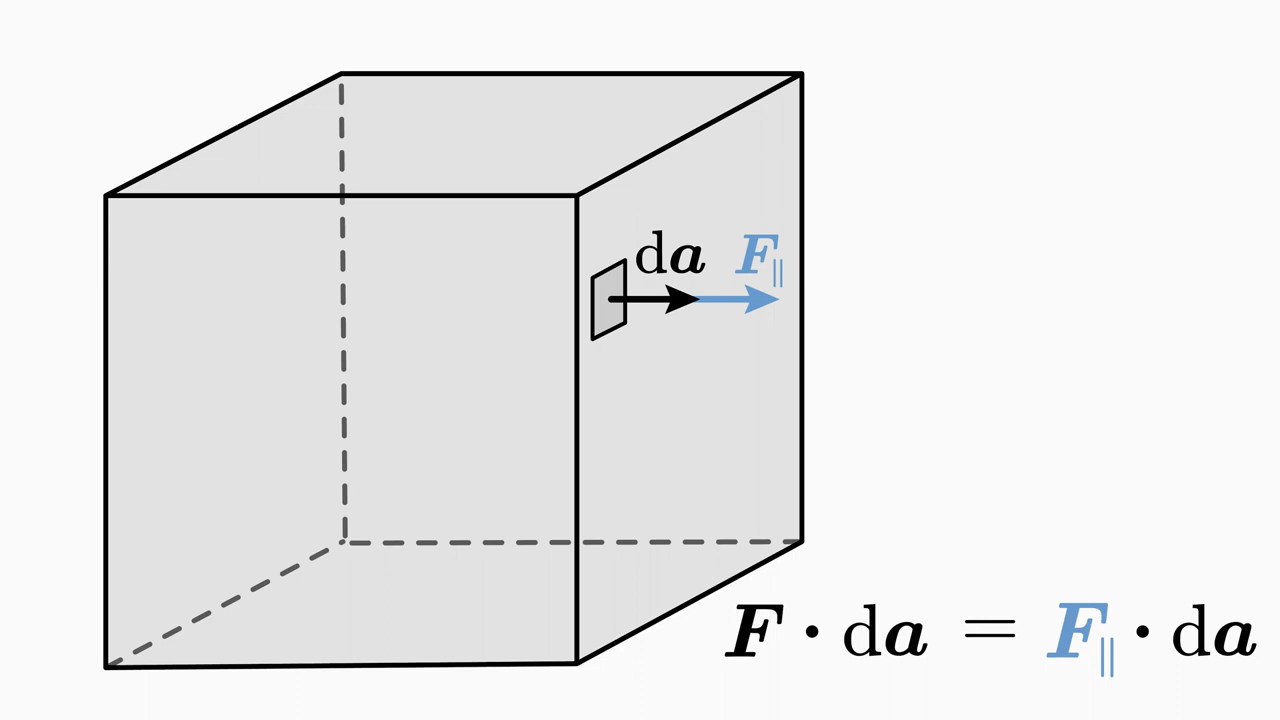 da F∥
F · da = F∥ · da